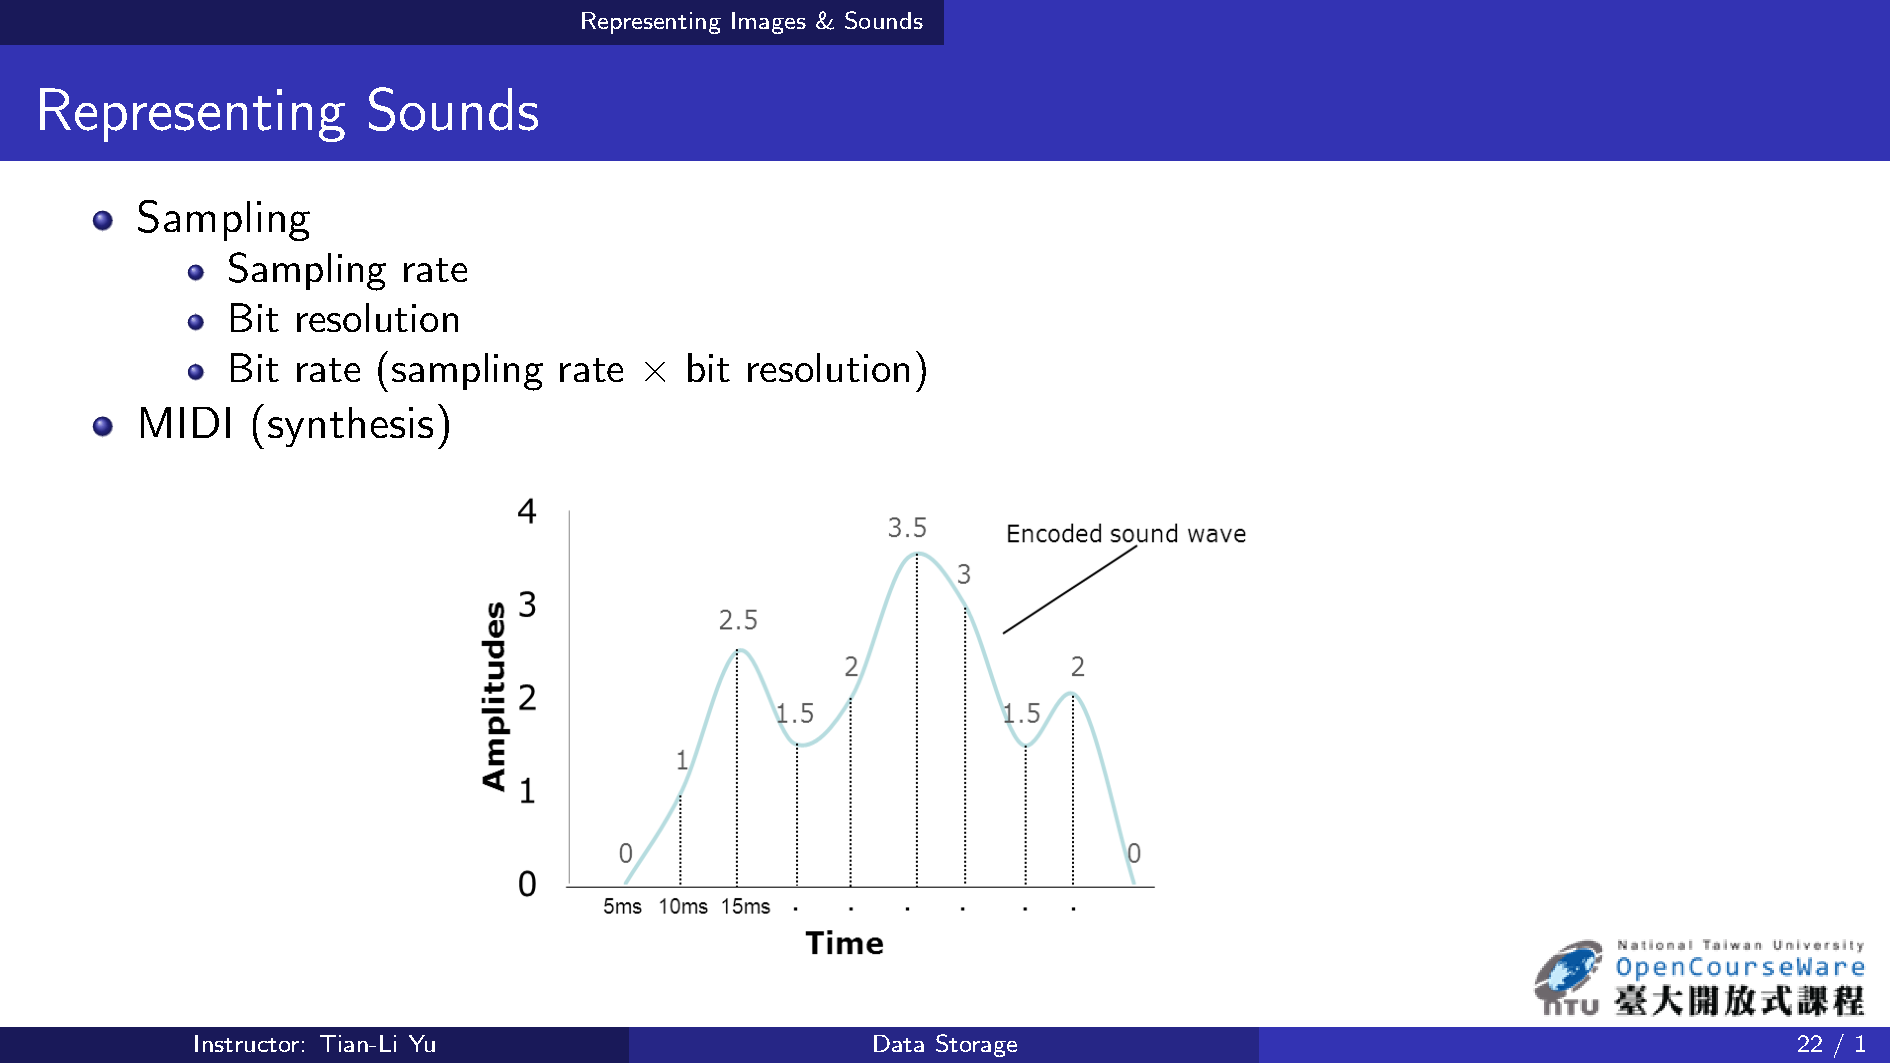 Representing Images & Sounds
Representing Sounds
Sampling
Sampling rate
Bit resolution
Bit rate (sampling rate × bit resolution)
MIDI (synthesis)
4
3
2
1
0
Amplitudes
0
1
2.5
1.5
2
3.5
3
1.5
2
0
Encoded sound wave
5ms 10ms 15ms . . . . . .
Time
National Taiwan University
OpenCourseWare
臺大開放式課程
NTU
Instructor: Tian-Li Yu
Data Storage
22 / 1